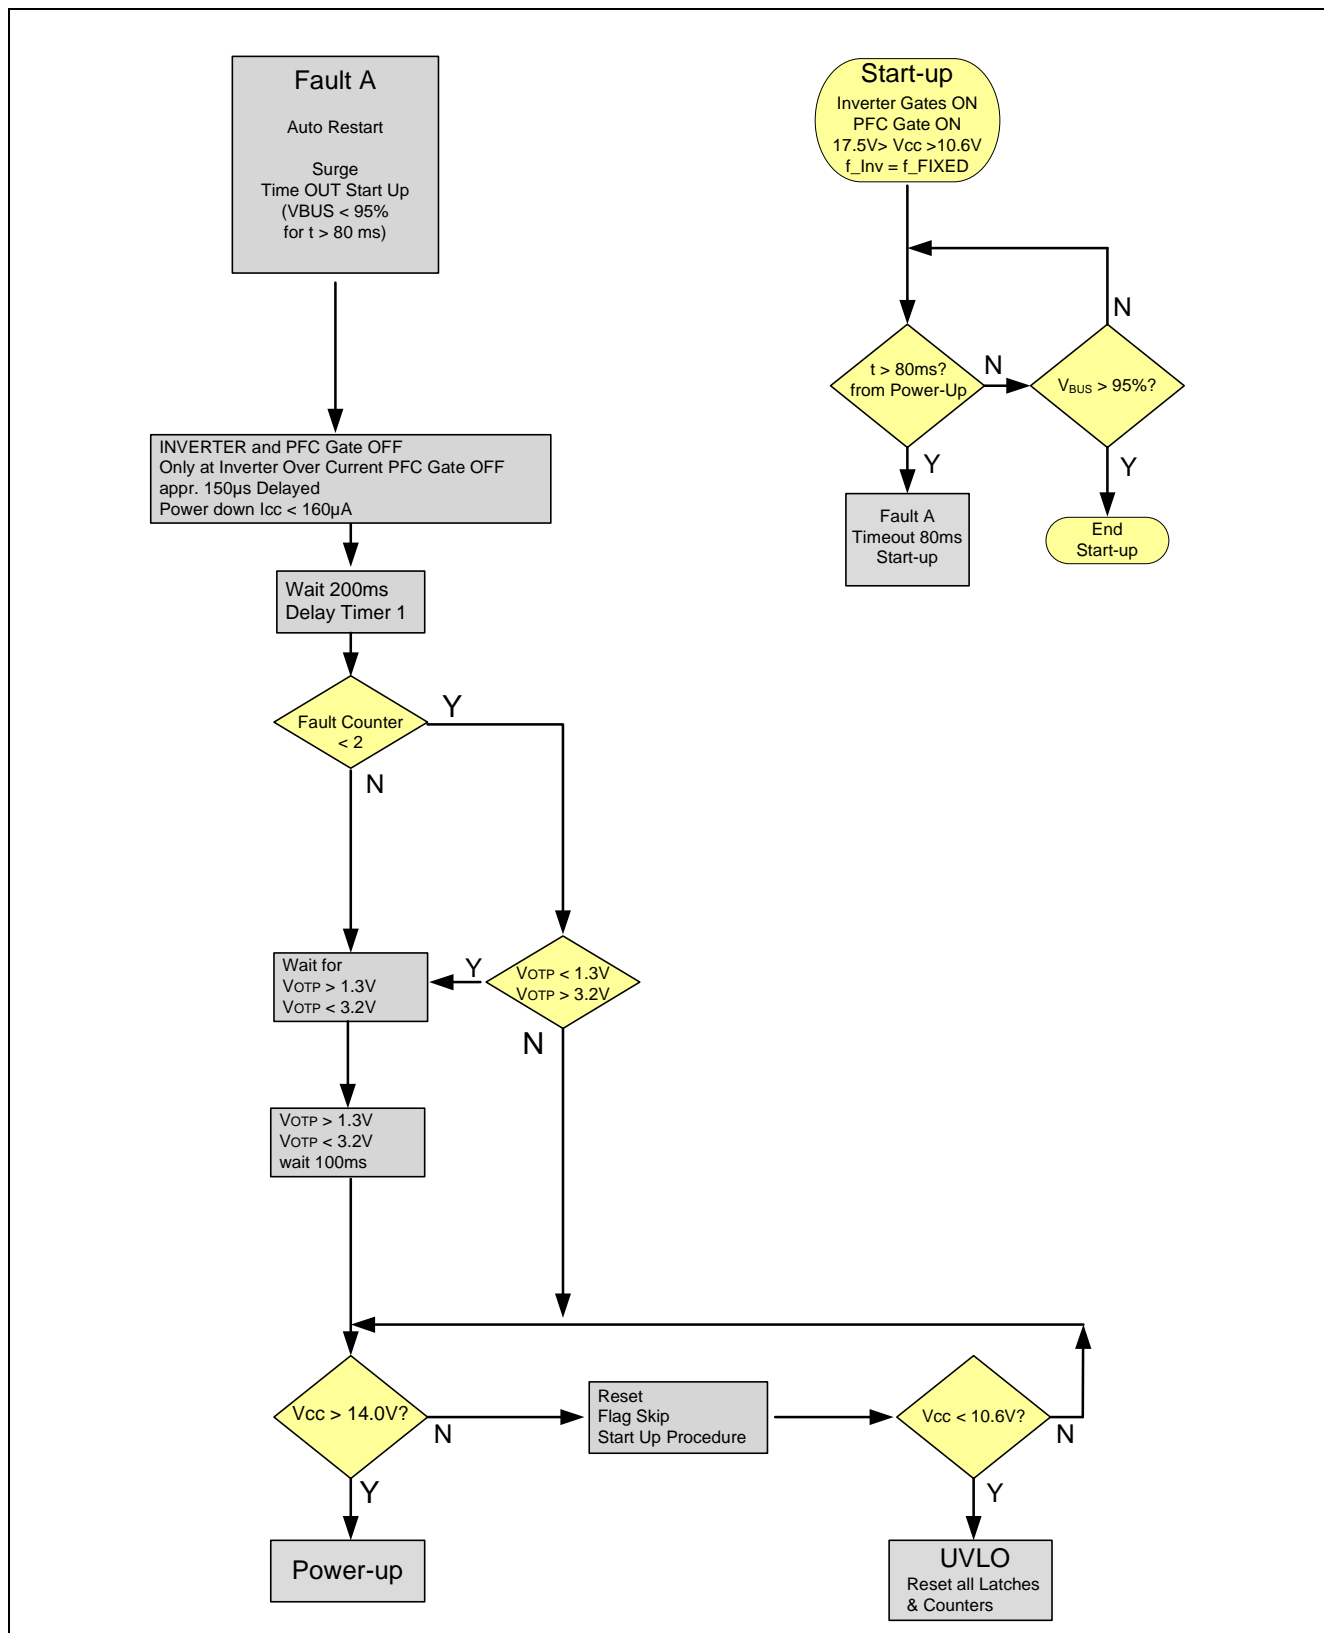 Fault A
Auto Restart
Surge
Time OUT Start Up
(VBUS < 95%
for t > 80 ms)
Start-up
Inverter Gates ON
PFC Gate ON
17.5V> Vcc >10.6V
f_Inv = f_FIXED
N
t > 80ms?
from Power-Up
N
VBUS > 95%?
Y
Y
Fault A
Timeout 80ms
Start-up
End
Start-up
INVERTER and PFC Gate OFF
Only at Inverter Over Current PFC Gate OFF
appr. 150µs Delayed
Power down Icc < 160µA
Wait 200ms
Delay Timer 1
Fault Counter
< 2
Y
N
Wait for
VOTP > 1.3V
VOTP < 3.2V
Y
VOTP < 1.3V
VOTP > 3.2V
N
VOTP > 1.3V
VOTP < 3.2V
wait 100ms
Vcc > 14.0V?
N
Reset
Flag Skip
Start Up Procedure
Vcc < 10.6V?
N
Y
Y
Power-up
UVLO
Reset all Latches
& Counters